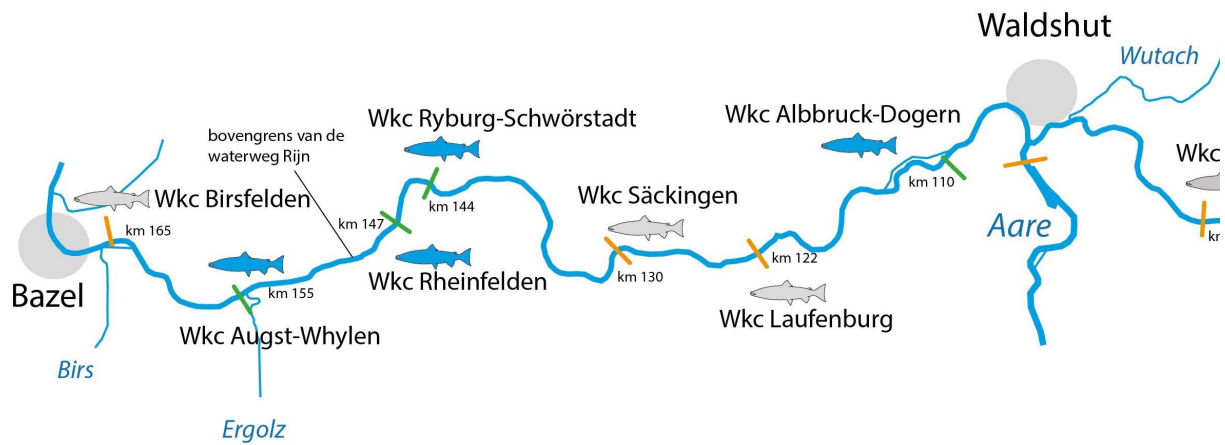 Waldshut
Wutach
Wkc Ryburg-Schwörstadt
Wkc Albbruck-Dogern
bovengrens van de
waterweg Rijn
Wkc
Wkc Birsfelden
Wkc Säckingen
km 110
km 144
km 147
km 165
Aare
km
km 122
km 130
Wkc Rheinfelden
km 155
Bazel
Wkc Laufenburg
Wkc Augst-Whylen
Birs
Ergolz